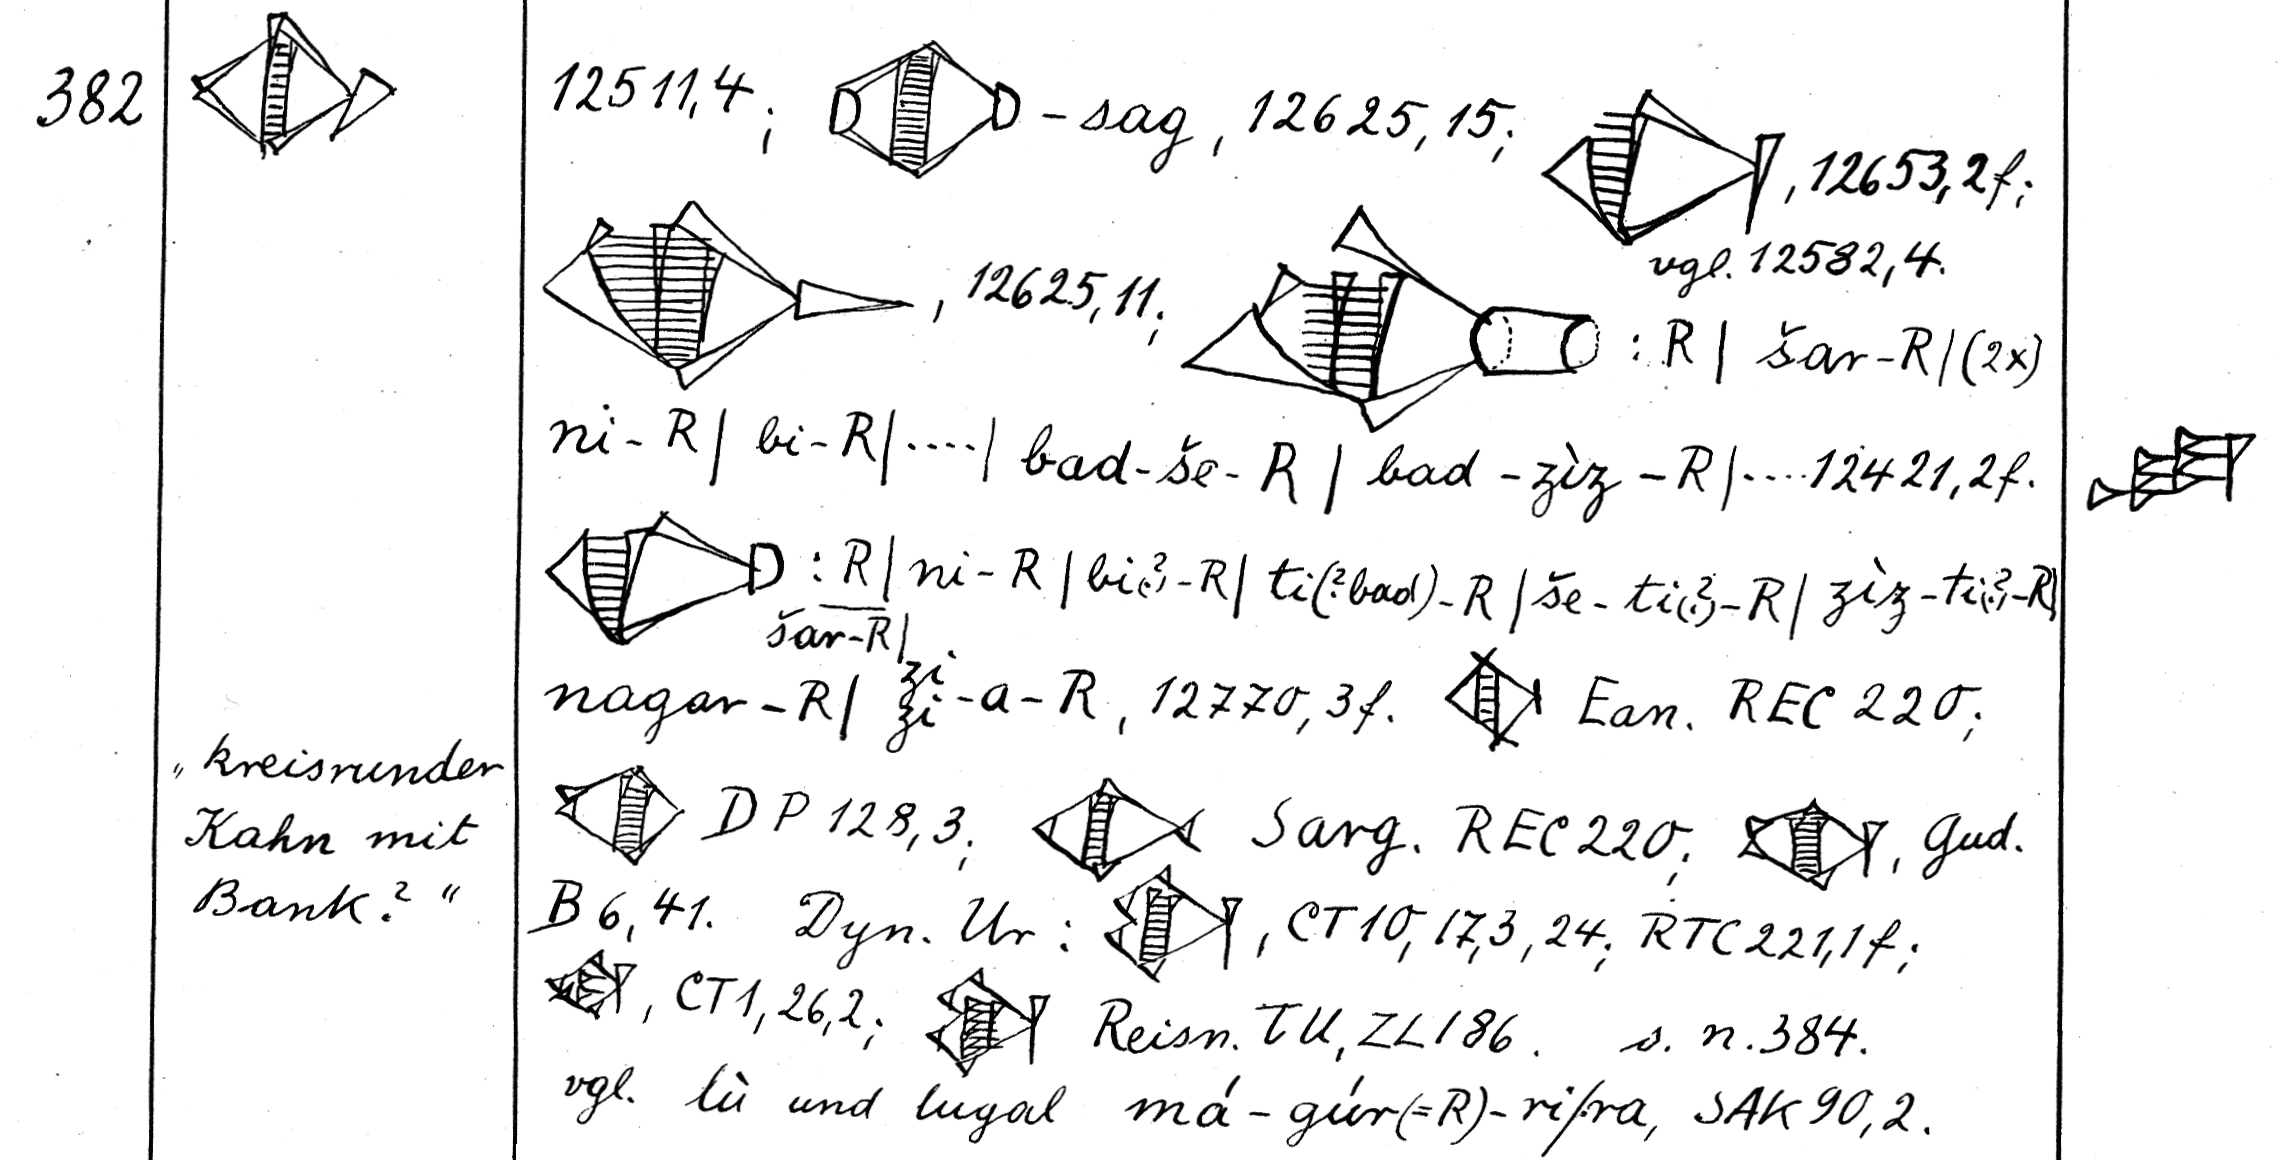 382 12511,4; -sag, 12625,15; , 12653,2f;
vgl. 12582,4.
, 12625,11; : R | šar-R | (2x)
ni-R | bi-R | .... | bad-še-R | bad-zìz-R | .... 12421,2f.
: R | ni-R | bi(?)-R | ti(?bad)-R | še-ti(?)-R | zìz-ti(?)-R |
šar-R |
nagar-R | zi zi-a-R, 12770,3f. Ean. REC 220;
„kreisrunder
Kahn mit
Bank?“
DP 128,3; Sarg. REC 220; , Gud.
B 6,41. Dyn. Ur: , CT 10,17,3,24; RTC 221,1f;
, CT 1,26,2; Reisn. TU, ZL 186. s. n. 384.
vgl. lù und lugal má-gúr(=R)-ri/ra, SAK 90,2.